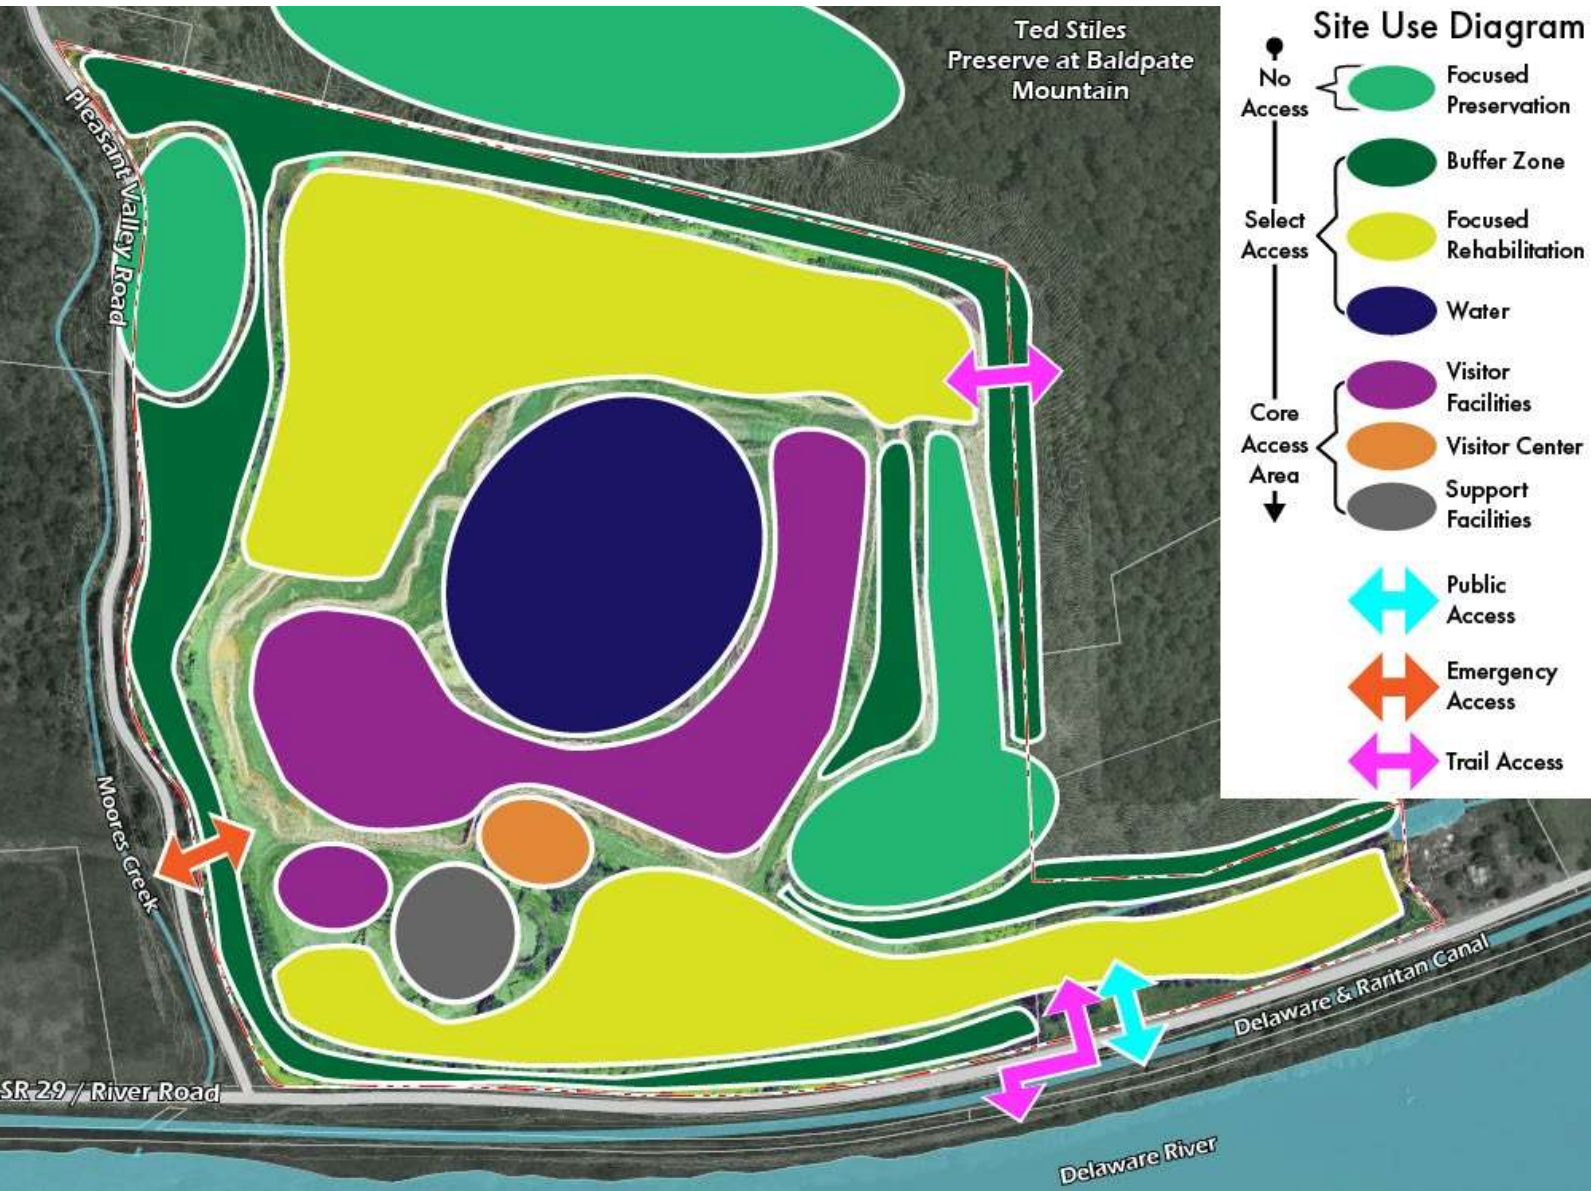 Ted Stiles
Preserve at Baldpate
Mountain
Pleasant Valley Road
Moores Creek
SR 29 / River Road
Delaware & Raritan Canal
Delaware River
Site Use Diagram
No
Access
Select
Access
Core
Access
Area
Focused
Preservation
Buffer Zone
Focused
Rehabilitation
Water
Visitor
Facilities
Visitor Center
Support
Facilities
Public
Access
Emergency
Access
Trail Access